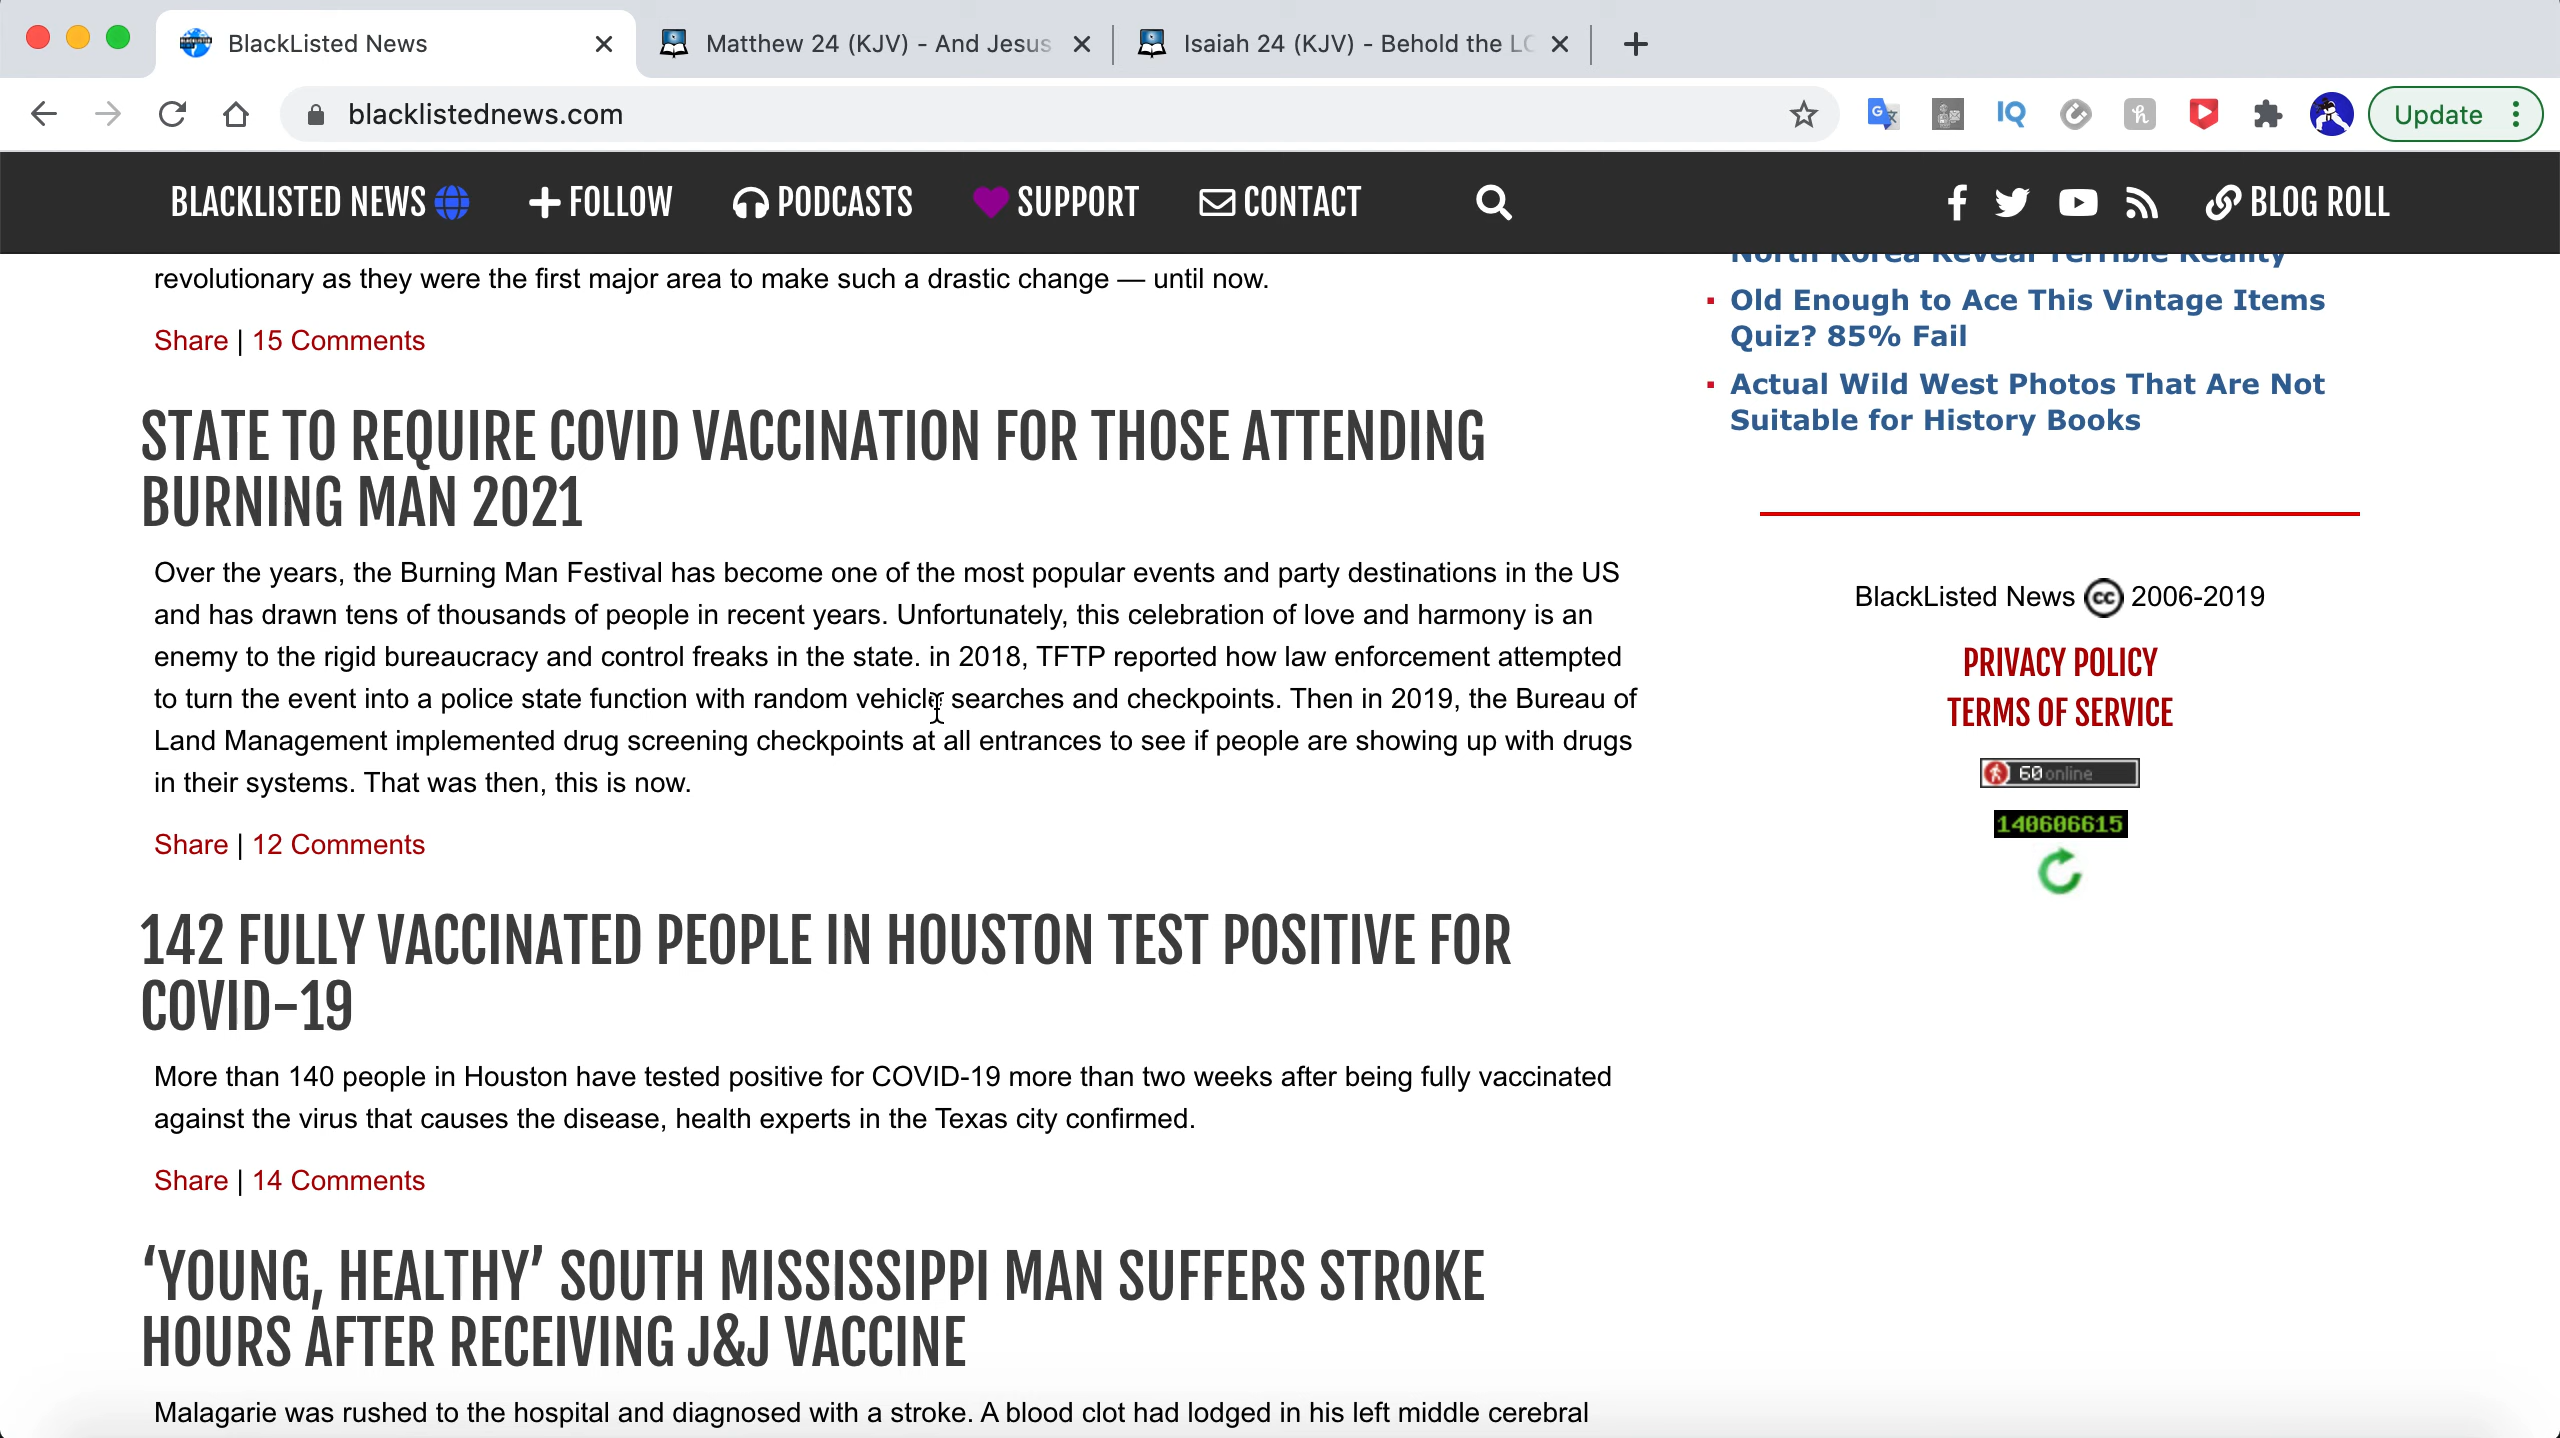 BlackListed News
Matthew 24 (KJV) - And Jesus
Isaiah 24 (KJV) - Behold the LO
blacklistednews.com
Update
BLACKLISTED NEWS
FOLLOW
PODCASTS
SUPPORT
CONTACT
BLOG ROLL
revolutionary as they were the first major area to make such a drastic change — until now.
Share | 15 Comments
STATE TO REQUIRE COVID VACCINATION FOR THOSE ATTENDING
BURNING MAN 2021
Over the years, the Burning Man Festival has become one of the most popular events and party destinations in the US
and has drawn tens of thousands of people in recent years. Unfortunately, this celebration of love and harmony is an
enemy to the rigid bureaucracy and control freaks in the state. in 2018, TFTP reported how law enforcement attempted
to turn the event into a police state function with random vehicle searches and checkpoints. Then in 2019, the Bureau of
Land Management implemented drug screening checkpoints at all entrances to see if people are showing up with drugs
in their systems. That was then, this is now.
Share | 12 Comments
142 FULLY VACCINATED PEOPLE IN HOUSTON TEST POSITIVE FOR
COVID-19
More than 140 people in Houston have tested positive for COVID-19 more than two weeks after being fully vaccinated
against the virus that causes the disease, health experts in the Texas city confirmed.
Share | 14 Comments
‘YOUNG, HEALTHY’ SOUTH MISSISSIPPI MAN SUFFERS STROKE
HOURS AFTER RECEIVING J&J VACCINE
Malagarie was rushed to the hospital and diagnosed with a stroke. A blood clot had lodged in his left middle cerebral
North Korea Reveal Terrible Reality
Old Enough to Ace This Vintage Items
Quiz? 85% Fail
Actual Wild West Photos That Are Not
Suitable for History Books
BlackListed News cc 2006-2019
PRIVACY POLICY
TERMS OF SERVICE
60 online
140606615